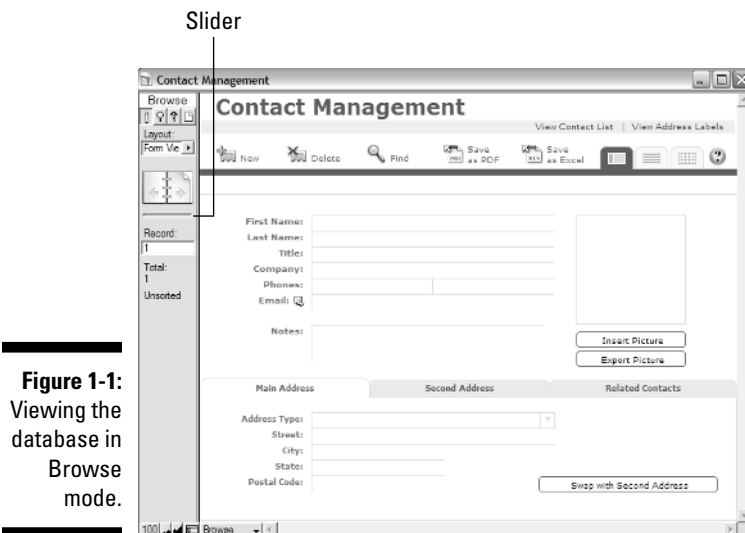 Slider
Contact Management
Browse
Layout:
Form Vie
Record:
1
Total:
1
Unsorted
Contact Management
View Contact List | View Address Labels
New
Delete
Find
PDF
Save as PDF
XLS
Save as Excel
?
First Name:
Last Name:
Title:
Company:
Phones:
Email:
Notes:
Insert Picture
Export Picture
Main Address
Second Address
Related Contacts
Address Type:
Street:
City:
State:
Postal Code:
Swap with Second Address
100
Browse
Figure 1-1:
Viewing the
database in
Browse
mode.